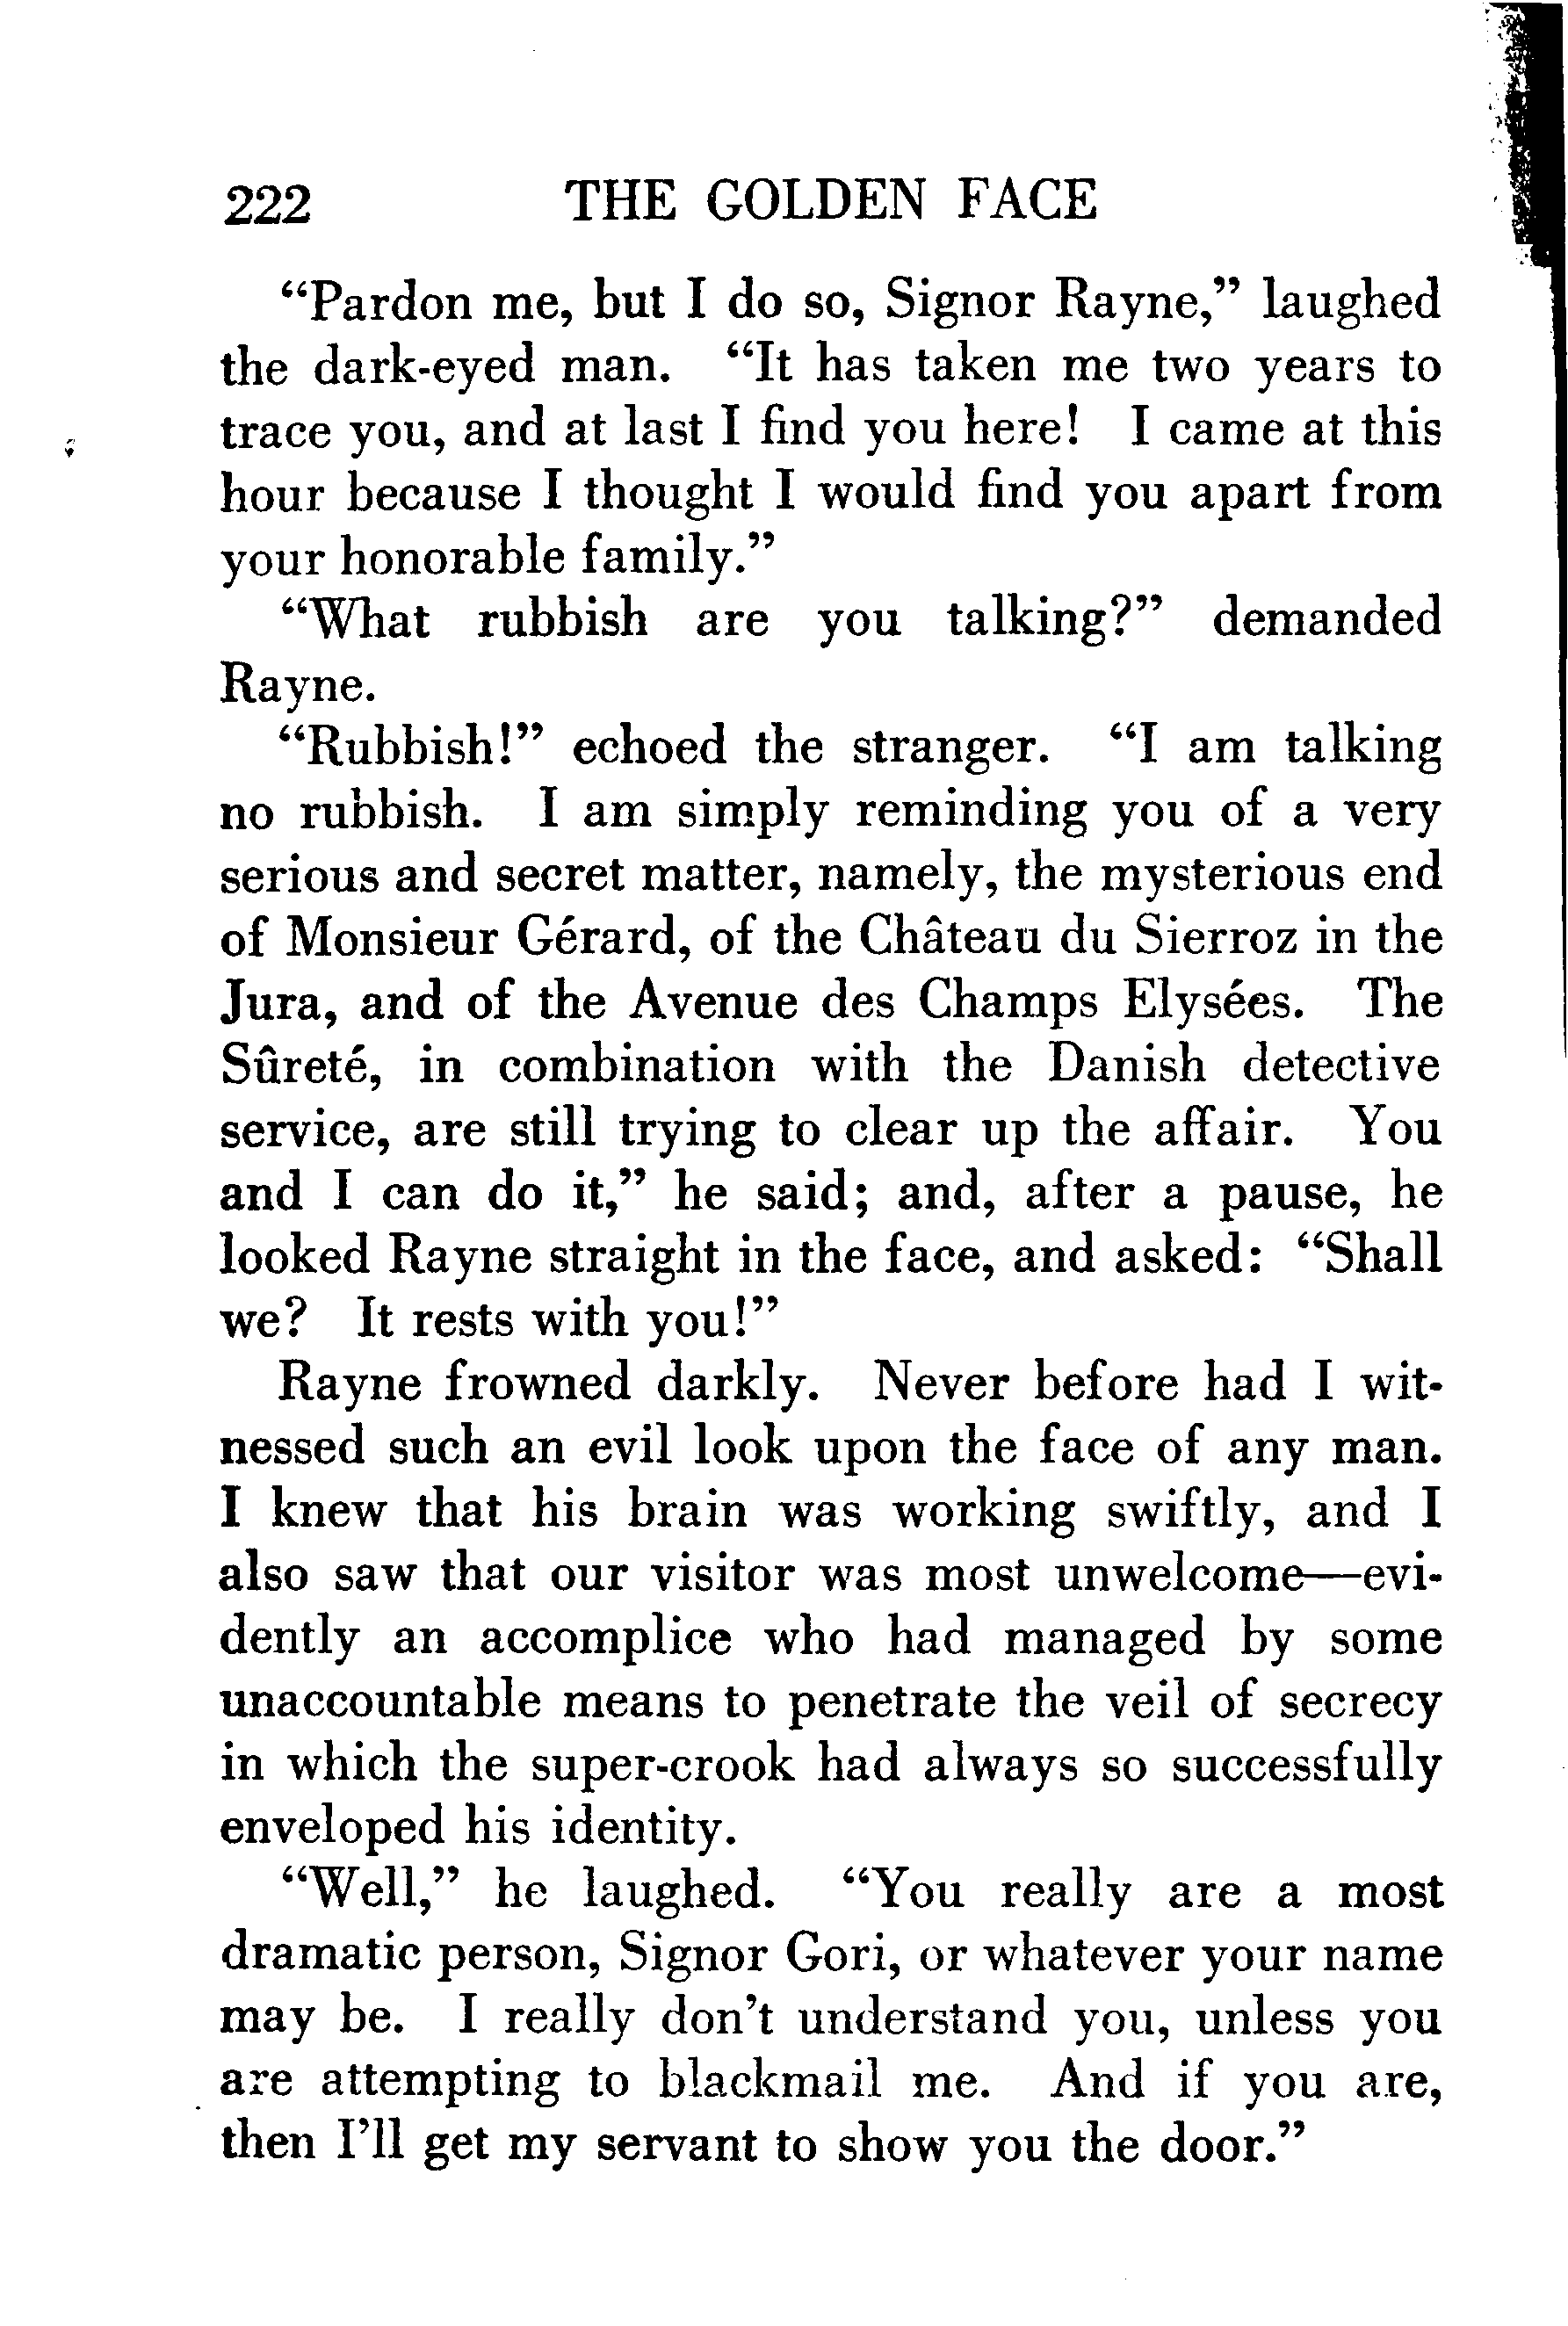 222 THE GOLDEN FACE
“Pardon me, but I do so, Signor Rayne,” laughed
the dark-eyed man. “It has taken me two years to
trace you, and at last I find you here! I came at this
hour because I thought I would find you apart from
your honorable family.”
“What rubbish are you talking?” demanded
Rayne.
“Rubbish!” echoed the stranger. “I am talking
no rubbish. I am simply reminding you of a very
serious and secret matter, namely, the mysterious end
of Monsieur Gérard, of the Château du Sierroz in the
Jura, and of the Avenue des Champs Elysées. The
Sûreté, in combination with the Danish detective
service, are still trying to clear up the affair. You
and I can do it,” he said; and, after a pause, he
looked Rayne straight in the face, and asked: “Shall
we? It rests with you!”
Rayne frowned darkly. Never before had I wit-
nessed such an evil look upon the face of any man.
I knew that his brain was working swiftly, and I
also saw that our visitor was most unwelcome—evi-
dently an accomplice who had managed by some
unaccountable means to penetrate the veil of secrecy
in which the super-crook had always so successfully
enveloped his identity.
“Well,” he laughed. “You really are a most
dramatic person, Signor Gori, or whatever your name
may be. I really don’t understand you, unless you
are attempting to blackmail me. And if you are,
then I’ll get my servant to show you the door.”